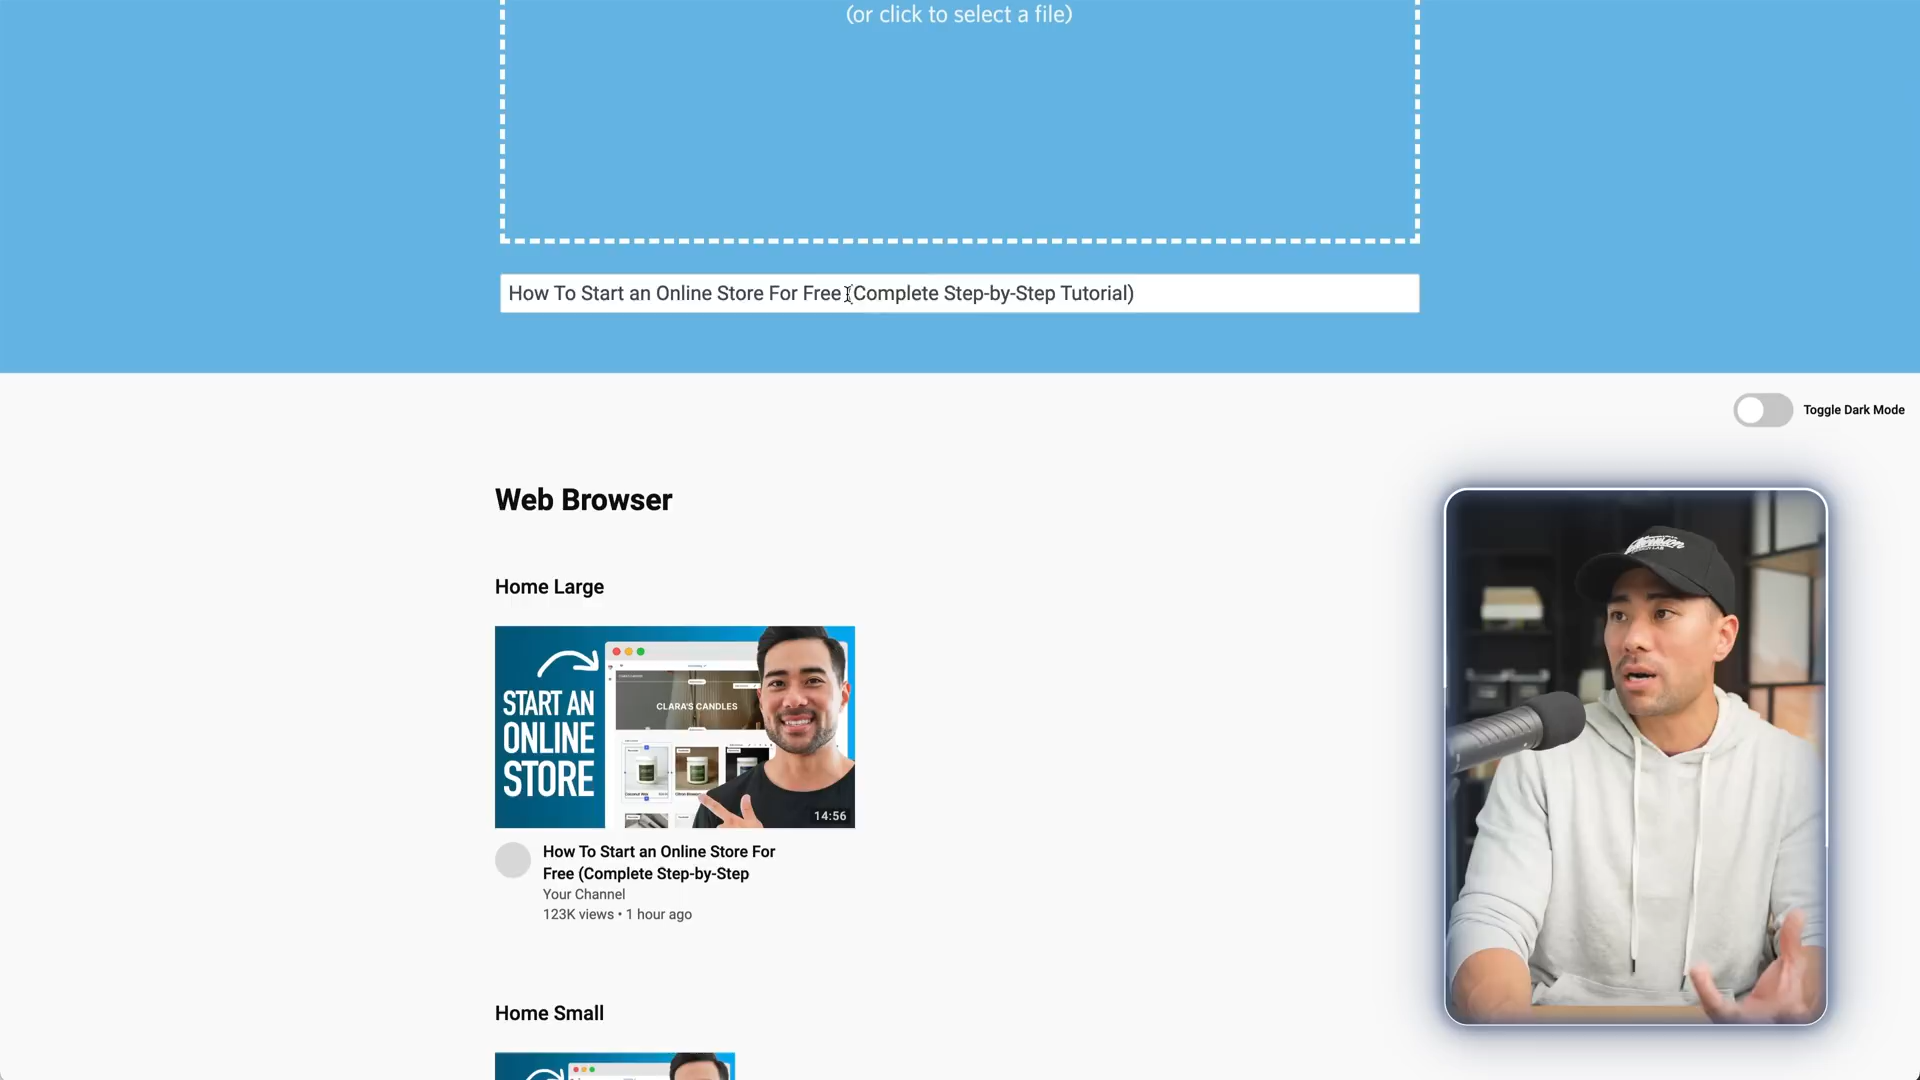 (or click to select a file)
How To Start an Online Store For Free (Complete Step-by-Step Tutorial)
Toggle Dark Mode
Web Browser
Home Large
START AN
ONLINE
STORE
CLARA'S CANDLES
14:56
How To Start an Online Store For
Free (Complete Step-by-Step
Your Channel
123K views • 1 hour ago
Home Small